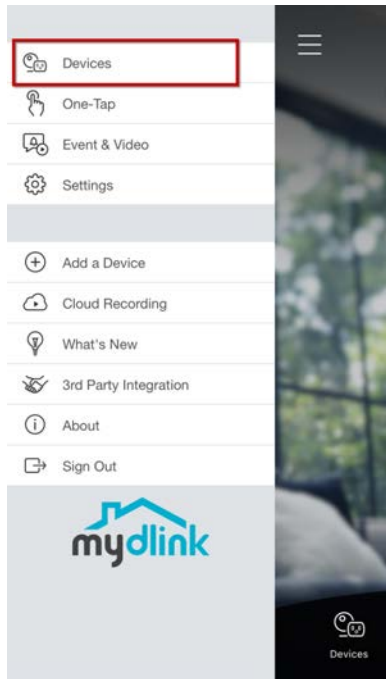 Devices
One-Tap
Event & Video
Settings
Add a Device
Cloud Recording
What's New
3rd Party Integration
About
Sign Out
mydlink
Devices